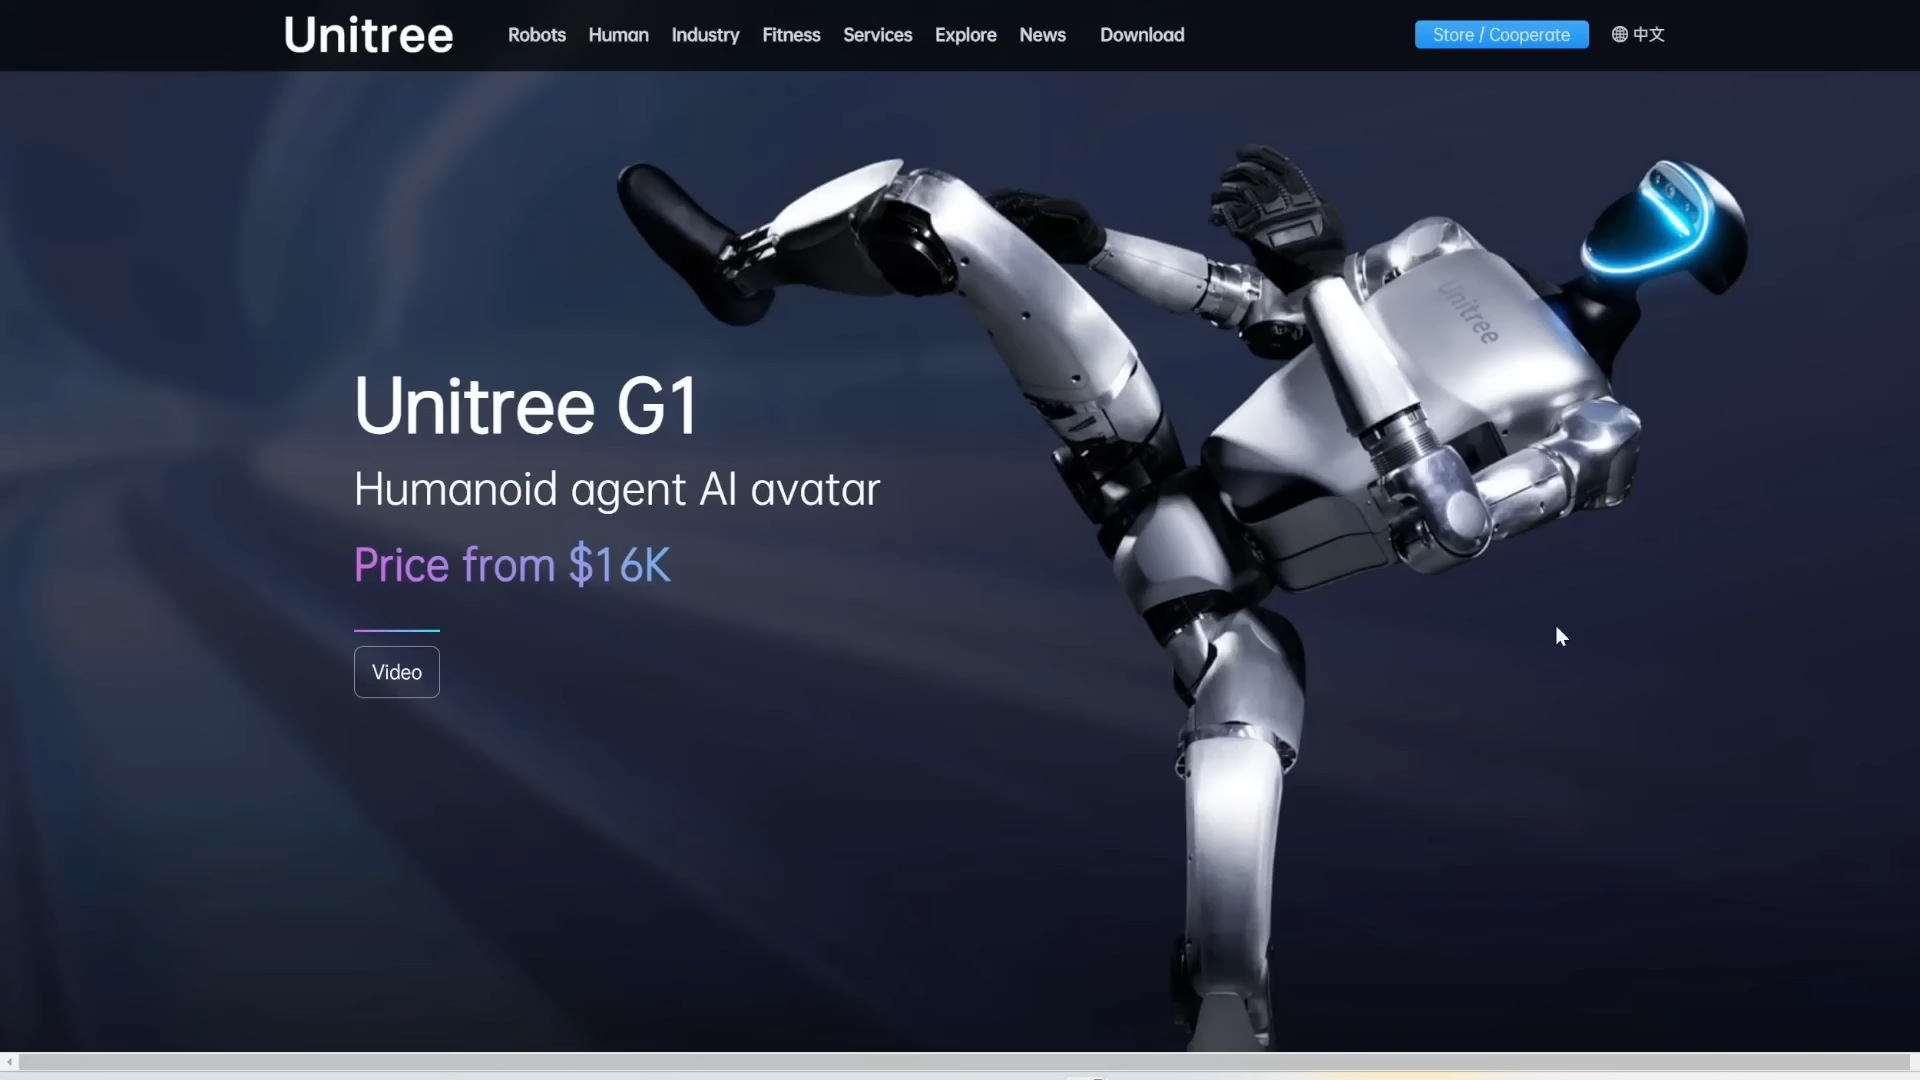 Unitree
Robots Human Industry Fitness Services Explore News Download
Store / Cooperate
中文
Unitree
Unitree G1
Humanoid agent AI avatar
Price from $16K
Video